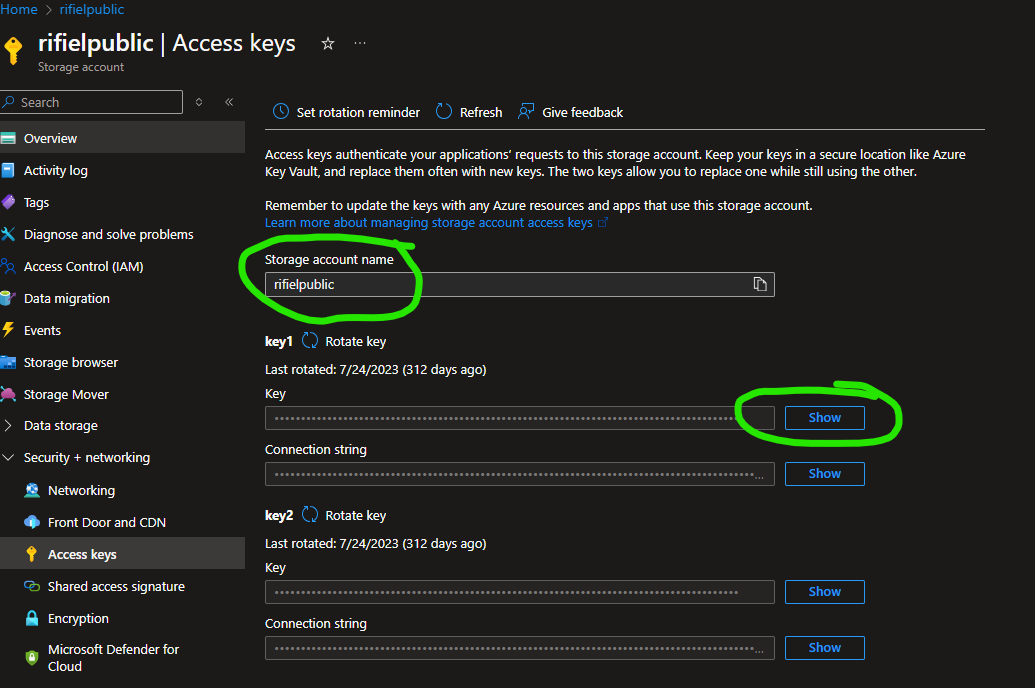 Home > rifielpublic
rifielpublic | Access keys
Storage account
Search
Overview
Activity log
Tags
Diagnose and solve problems
Access Control (IAM)
Data migration
Events
Storage browser
Storage Mover
Data storage
Security + networking
Networking
Front Door and CDN
Access keys
Shared access signature
Encryption
Microsoft Defender for
Cloud
Set rotation reminder Refresh Give feedback
Access keys authenticate your applications' requests to this storage account. Keep your keys in a secure location like Azure
Key Vault, and replace them often with new keys. The two keys allow you to replace one while still using the other.
Remember to update the keys with any Azure resources and apps that use this storage account.
Learn more about managing storage account access keys
Storage account name
rifielpublic
key1 Rotate key
Last rotated: 7/24/2023 (312 days ago)
Key
Show
Connection string
... Show
key2 Rotate key
Last rotated: 7/24/2023 (312 days ago)
Key
Show
Connection string
... Show